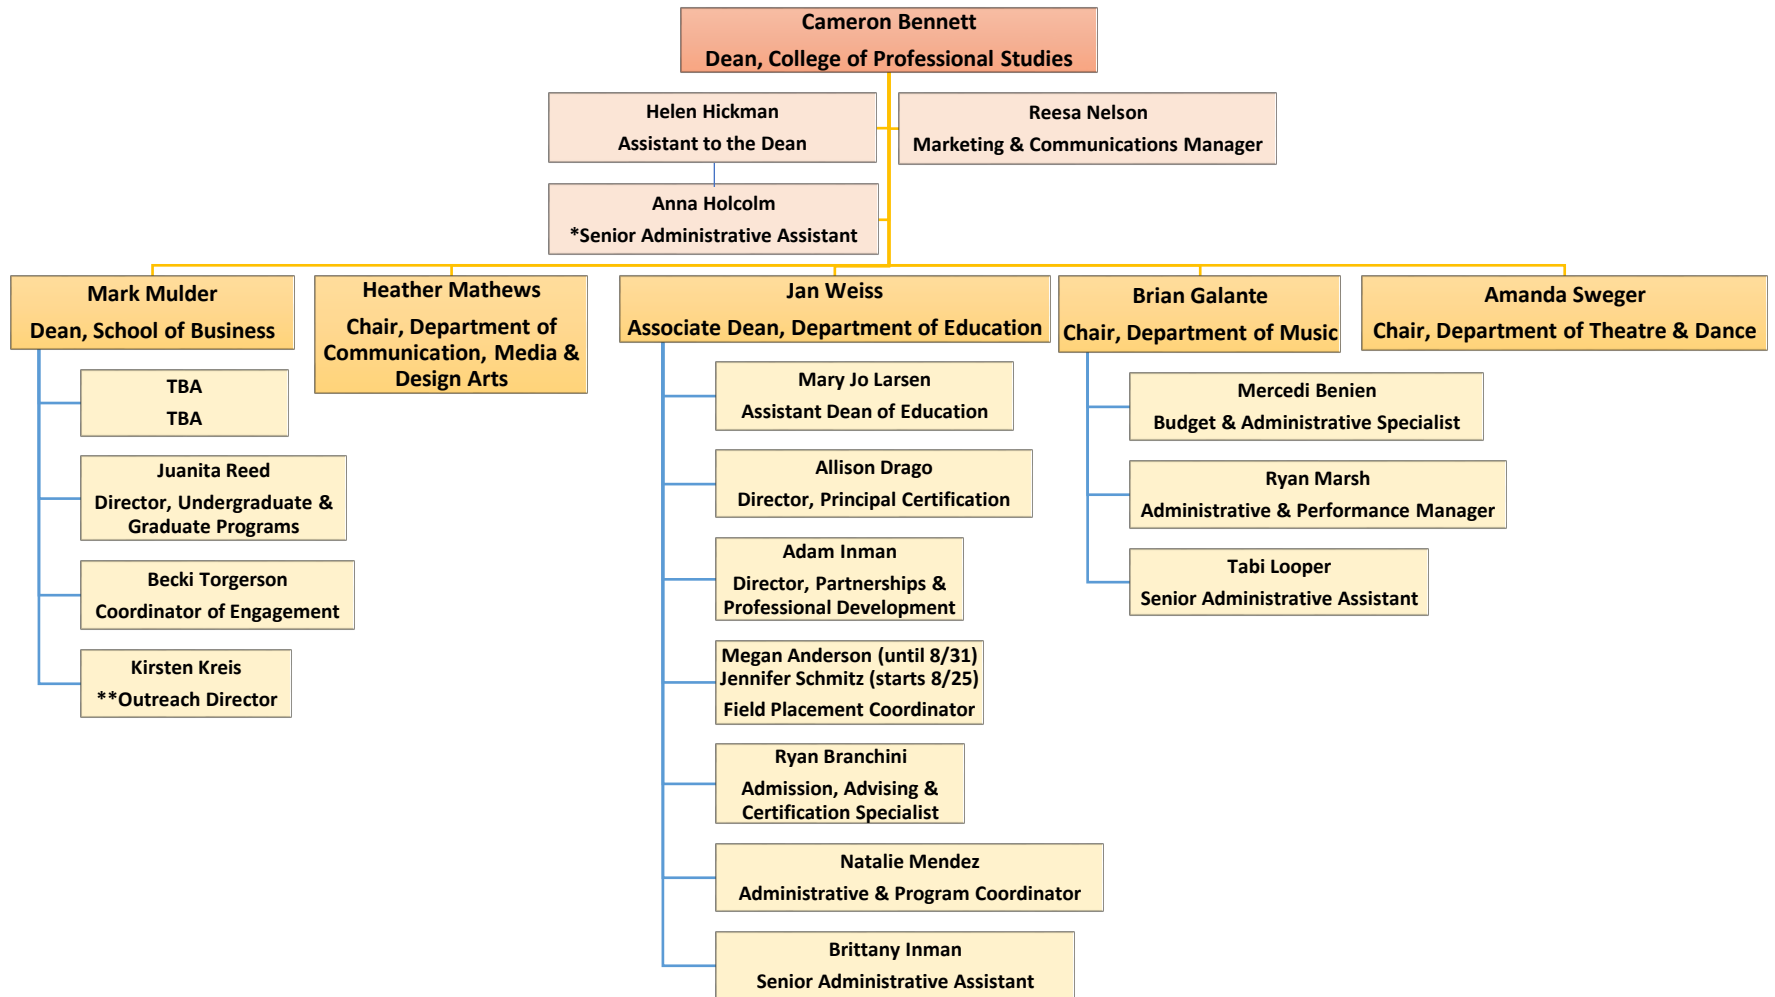 Cameron Bennett
Dean, College of Professional Studies
Helen Hickman
Assistant to the Dean
Reesa Nelson
Marketing & Communications Manager
Anna Holcolm
*Senior Administrative Assistant
Mark Mulder
Dean, School of Business
TBA
TBA
Juanita Reed
Director, Undergraduate &
Graduate Programs
Becki Torgerson
Coordinator of Engagement
Kirsten Kreis
**Outreach Director
Heather Mathews
Chair, Department of
Communication, Media &
Design Arts
Jan Weiss
Associate Dean, Department of Education
Mary Jo Larsen
Assistant Dean of Education
Allison Drago
Director, Principal Certification
Adam Inman
Director, Partnerships &
Professional Development
Megan Anderson (until 8/31)
Jennifer Schmitz (starts 8/25)
Field Placement Coordinator
Ryan Branchini
Admission, Advising &
Certification Specialist
Natalie Mendez
Administrative & Program Coordinator
Brittany Inman
Senior Administrative Assistant
Brian Galante
Chair, Department of Music
Mercedi Benien
Budget & Administrative Specialist
Ryan Marsh
Administrative & Performance Manager
Tabi Looper
Senior Administrative Assistant
Amanda Sweger
Chair, Department of Theatre & Dance